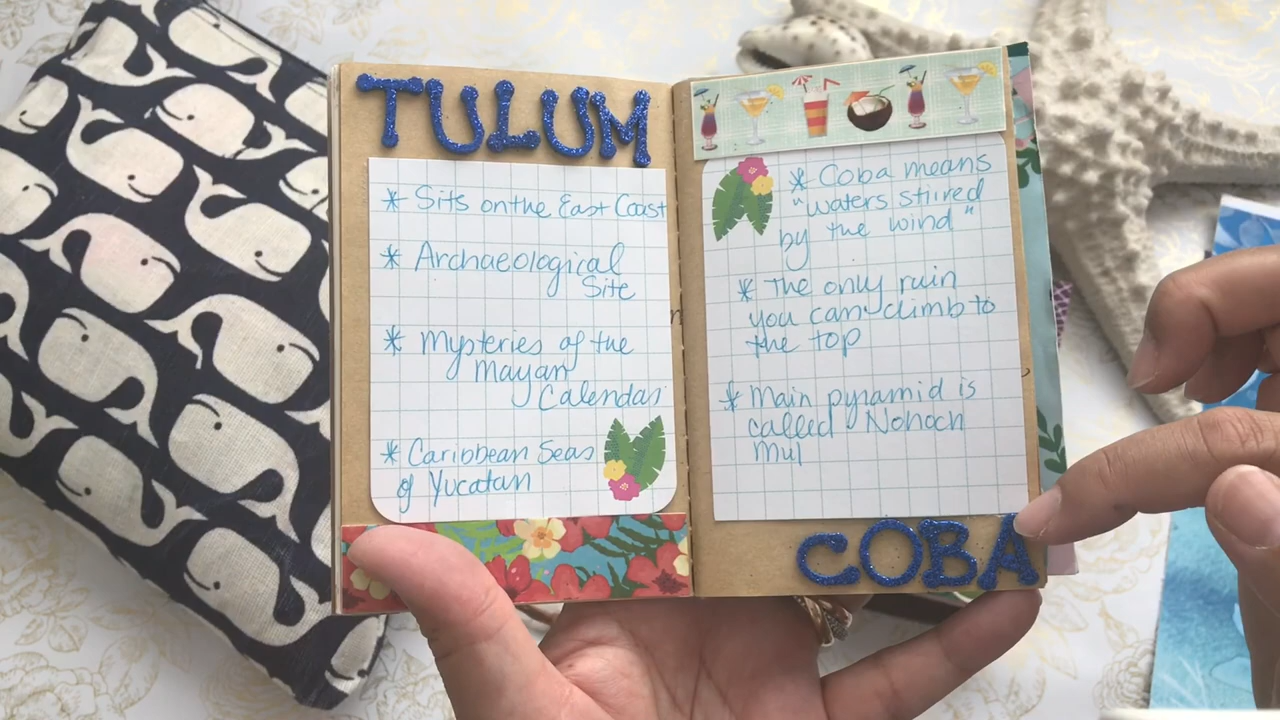 TULUM
* Sits on the East Coast
* Archaeological
Site
* Mysteries of the
Mayan
Calendar
* Caribbean Seas
of Yucatan
* Coba means
"waters stirred
by the wind"
* The only ruin
you can climb to
the top
* Main pyramid is
called Nohoch
Mul
COBA